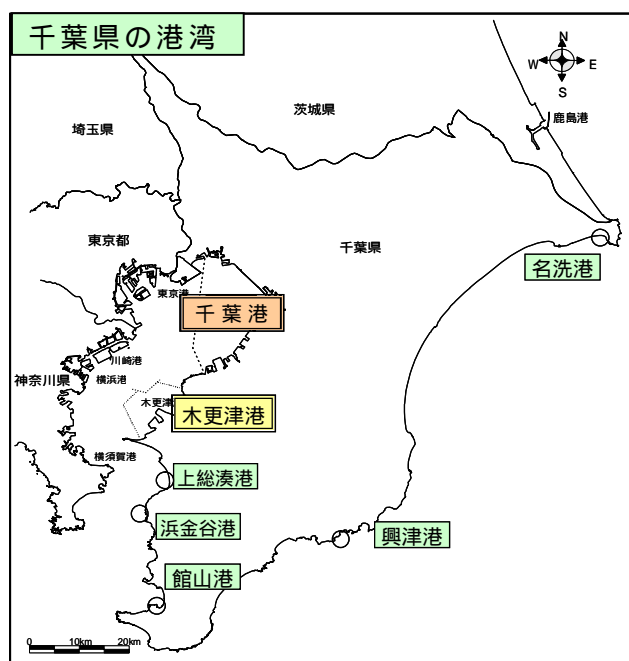 千葉県の港湾
N
W E
S
茨城県
鹿島港
埼玉県
東京都
千葉県
名洗港
東京港
千葉港
川崎港
神奈川県
横浜港
木更津
木更津港
横須賀港
上総湊港
浜金谷港
興津港
館山港
0 10km 20km